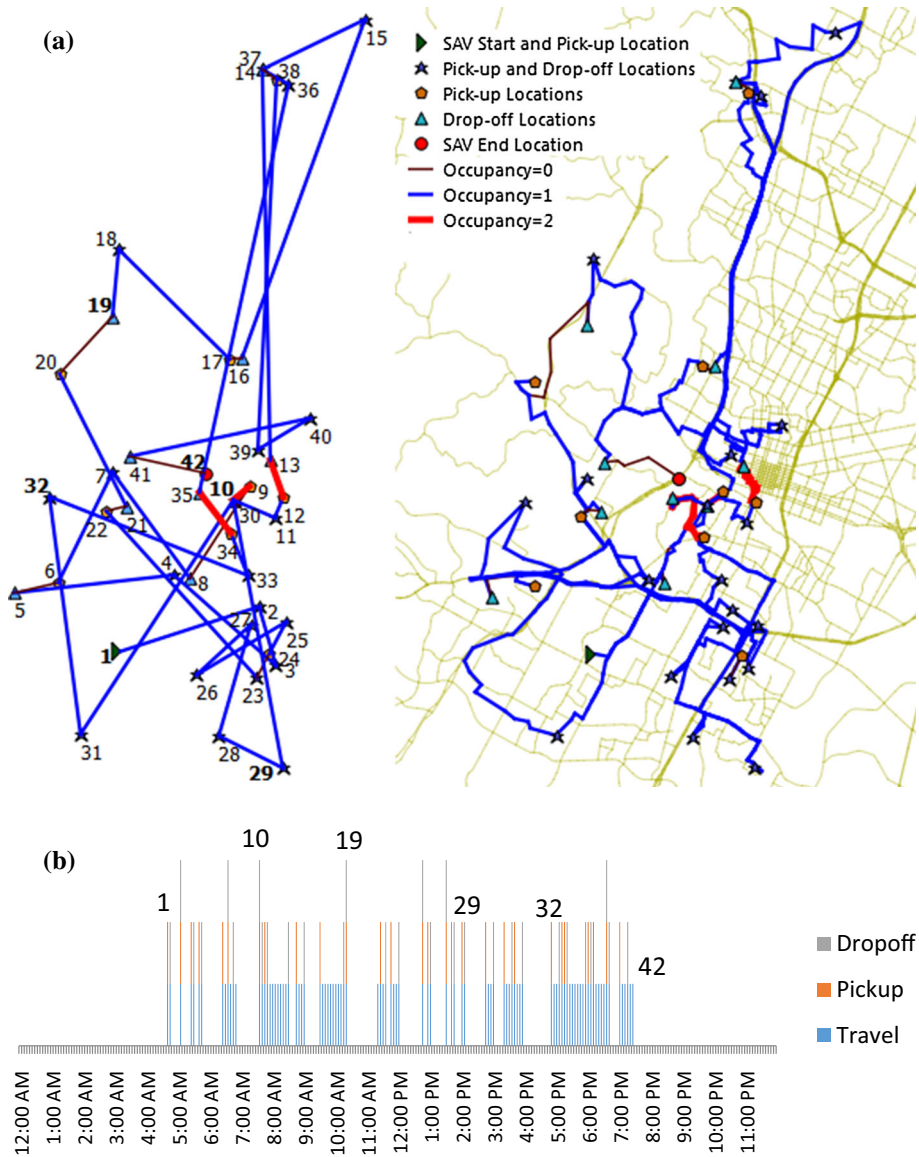 (a)
15
37
14
38
36
SAV Start and Pick-up Location
Pick-up and Drop-off Locations
Pick-up Locations
Drop-off Locations
SAV End Location
Occupancy=0
Occupancy=1
Occupancy=2
18
19
20
17
16
40
39
41
42
13
7
32
10
9
35
30
12
22
21
11
34
6
4
8
33
5
2
27
25
1
24
3
26
23
31
28
29
(b)
10
19
1
29
32
42
Dropoff
Pickup
Travel
12:00 AM
1:00 AM
2:00 AM
3:00 AM
4:00 AM
5:00 AM
6:00 AM
7:00 AM
8:00 AM
9:00 AM
10:00 AM
11:00 AM
12:00 PM
1:00 PM
2:00 PM
3:00 PM
4:00 PM
5:00 PM
6:00 PM
7:00 PM
8:00 PM
9:00 PM
10:00 PM
11:00 PM